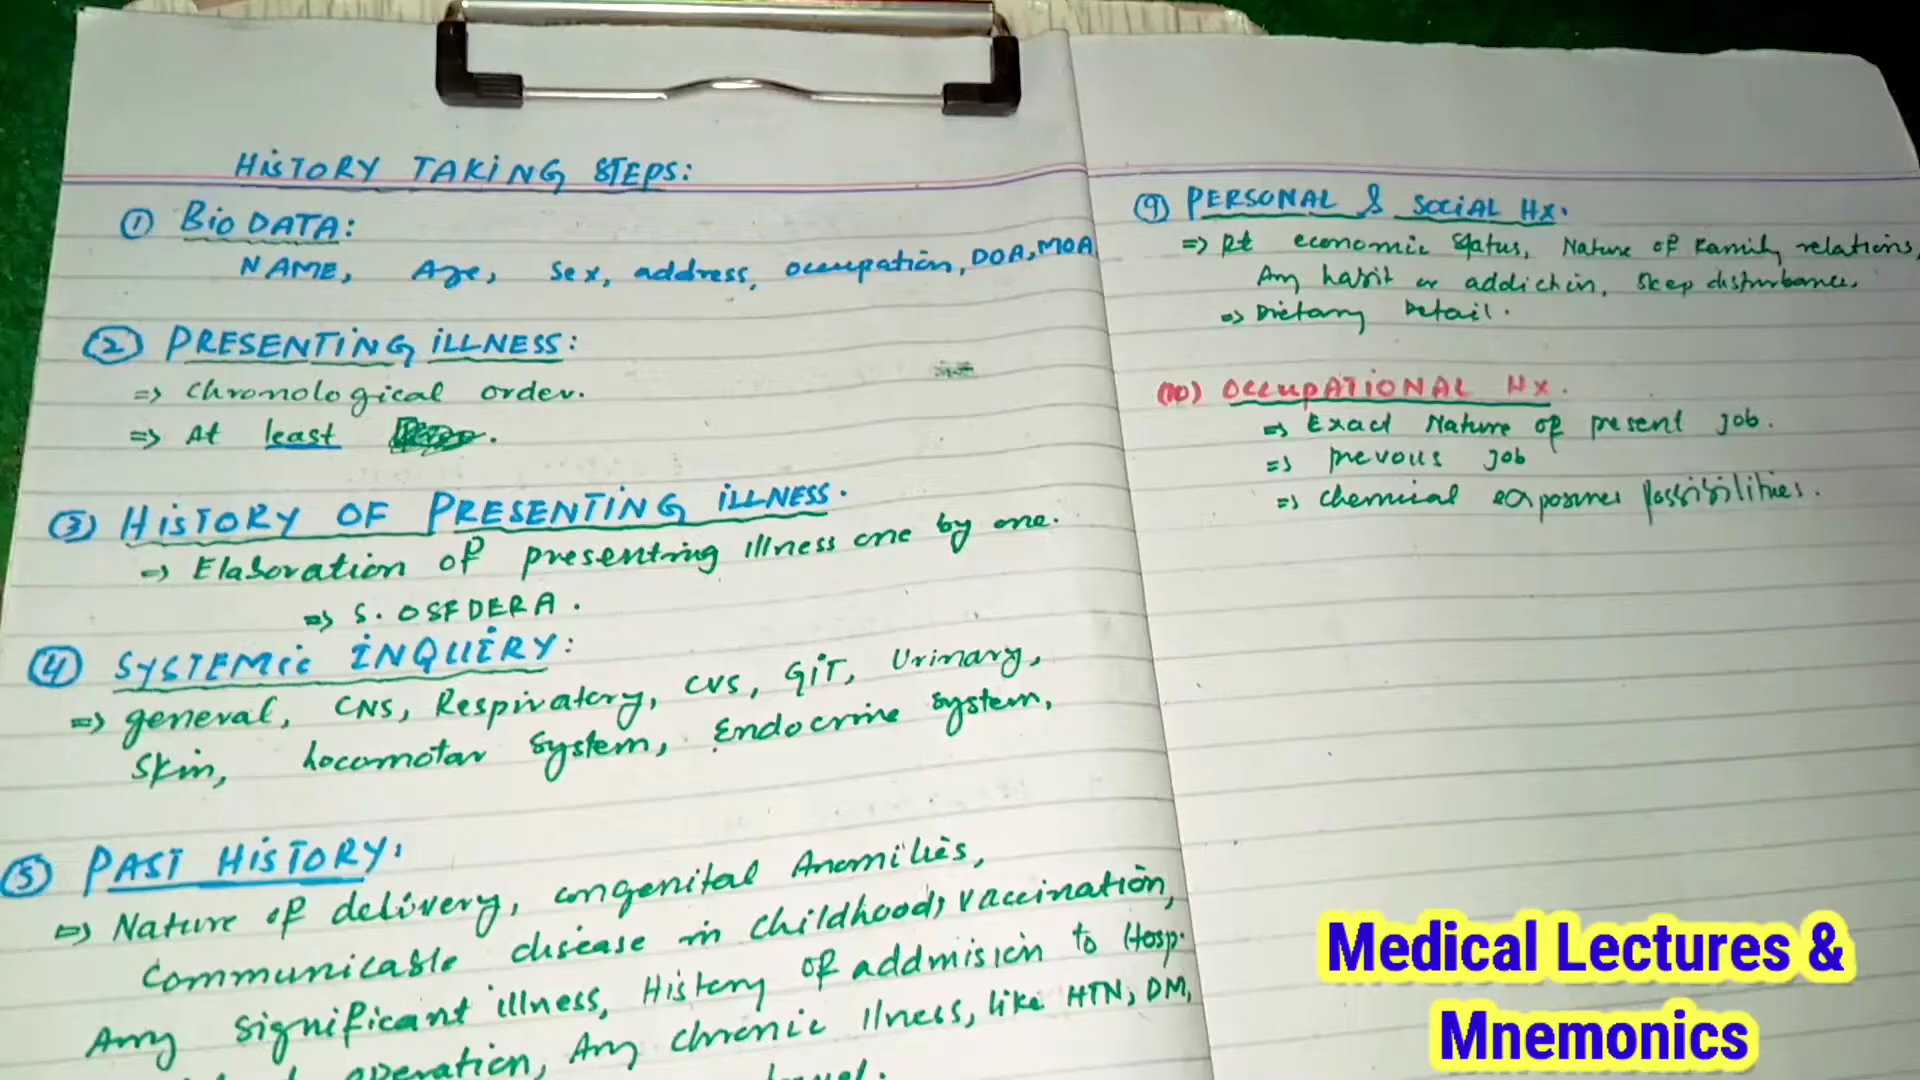 HISTORY TAKING STEPS:
① BIO DATA:
NAME, Age, Sex, address, occupation, DOA, MOA
② PRESENTING ILLNESS:
=> Chronological order.
=> At least
③ HISTORY OF PRESENTING ILLNESS.
=> Elaboration of presenting illness one by one.
=> S. OSFDERA.
④ SYSTEMIC INQUIRY:
=> general, CNS, Respiratory, CVS, GIT, Urinary,
Skin, Locomotor system, Endocrine system,
⑤ PAST HISTORY:
=> Nature of delivery, congenital Anomilies,
Communicable disease in childhood, vaccination,
Any significant illness, History of addmision to Hosp.
operation, Any chronic illness, like HTN, DM,
travel.
⑨ PERSONAL & SOCIAL HX.
=> Pt economic status, Nature of family relations,
Any habit or addiction, sleep disturbance,
=> Dietary Detail.
(10) OCCUPATIONAL HX.
=> Exact Nature of present job.
=> prevous job
=> chemical exposures possibilities.
Medical Lectures &
Mnemonics